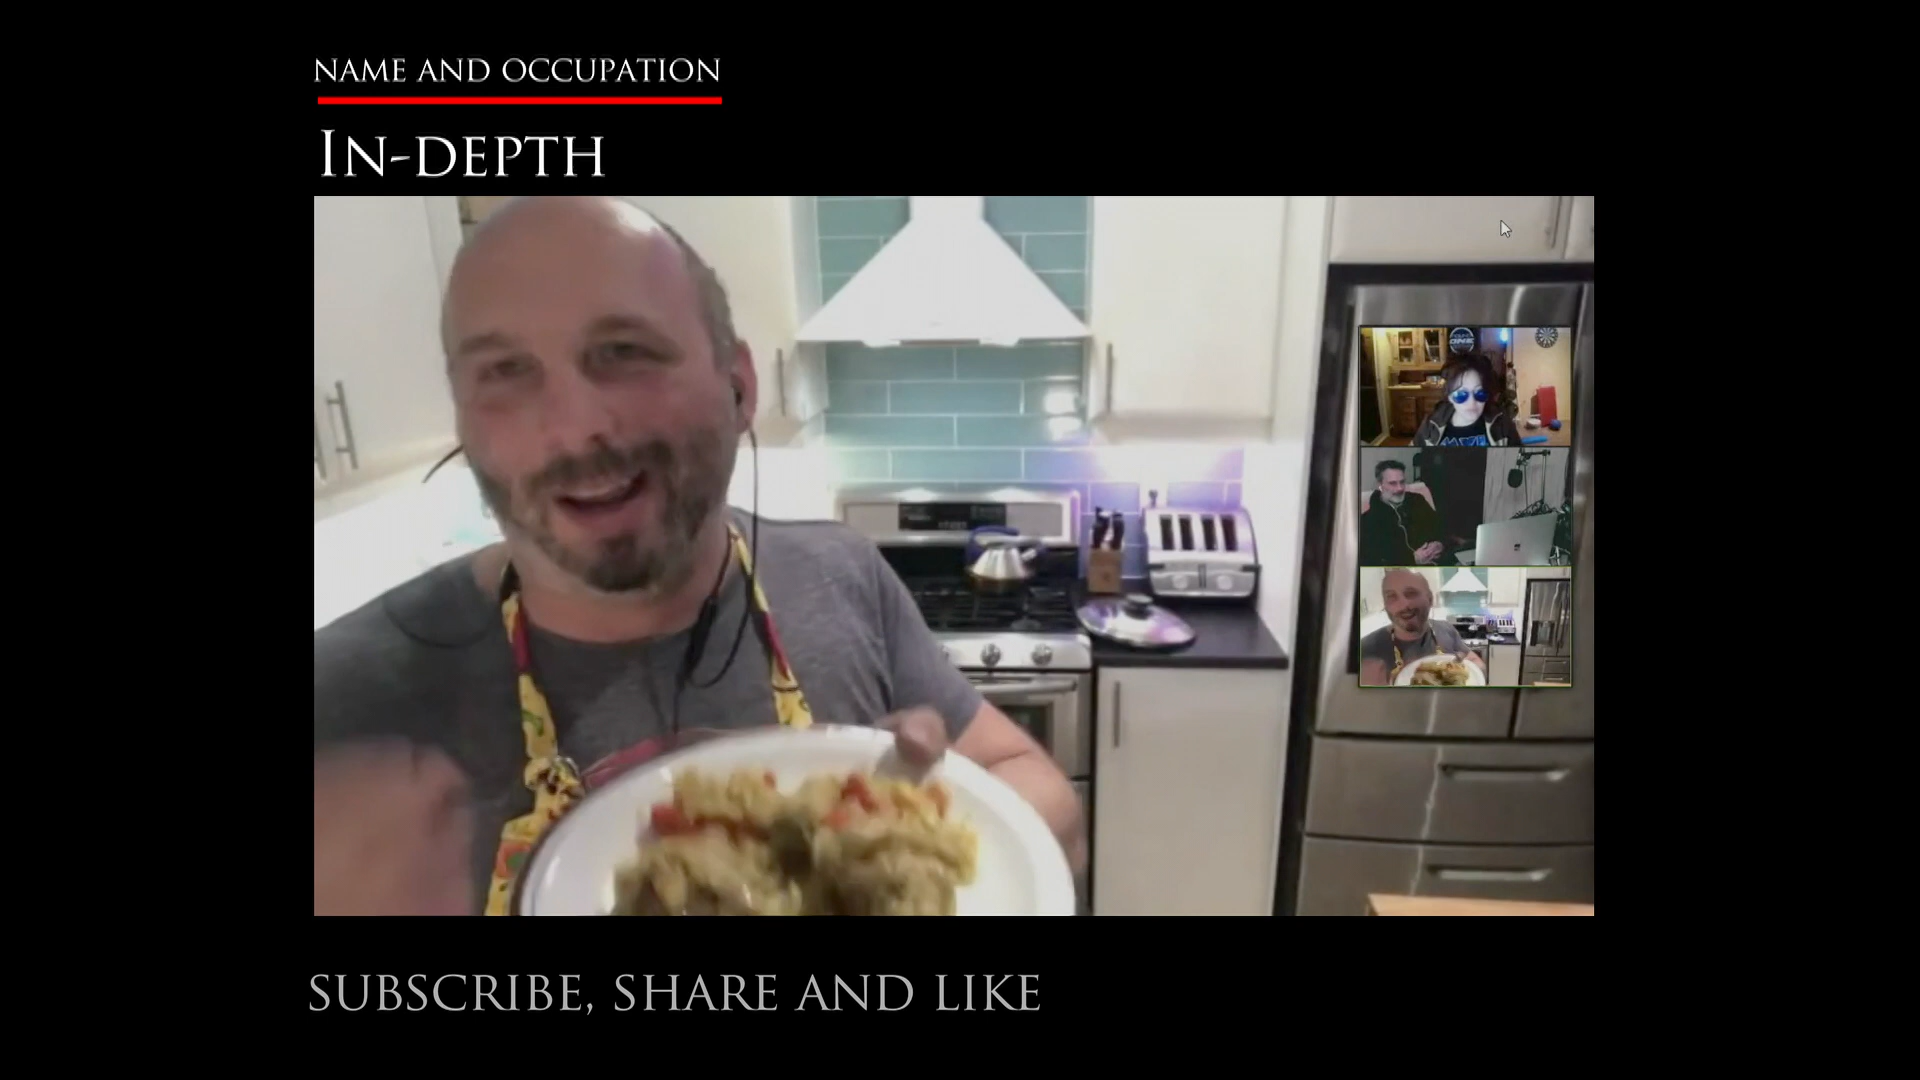 NAME AND OCCUPATION
IN-DEPTH
SUBSCRIBE, SHARE AND LIKE